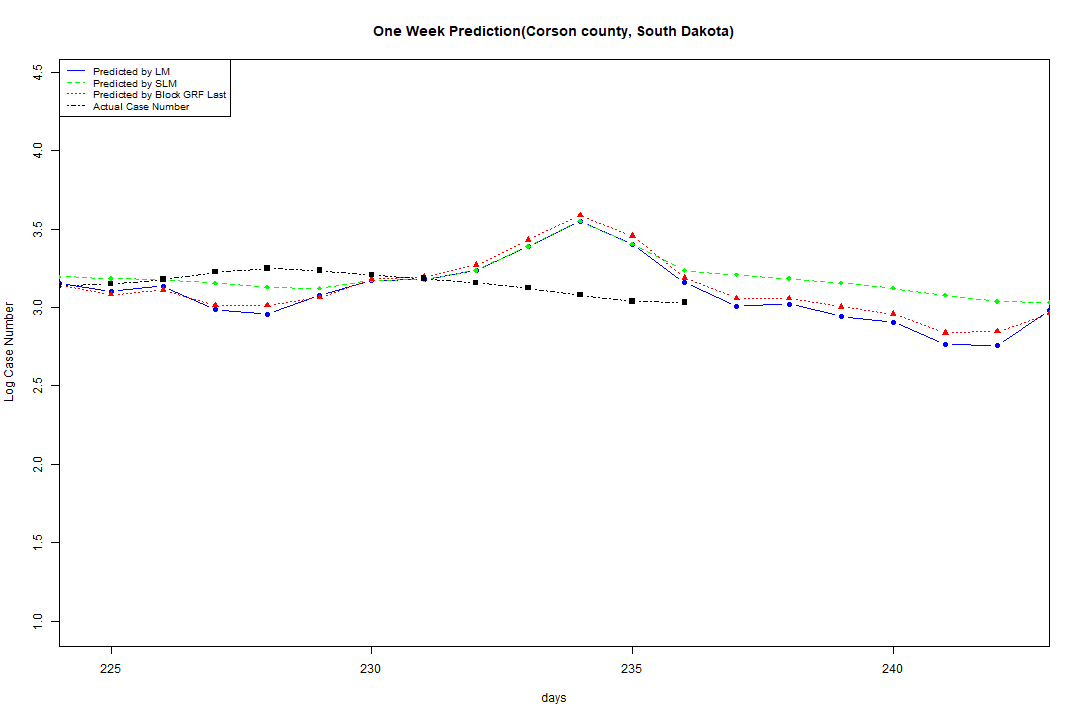 One Week Prediction(Corson county, South Dakota)
Predicted by LM
Predicted by SLM
Predicted by Block GRF Last
Actual Case Number
4.5
4.0
3.5
3.0
2.5
2.0
1.5
1.0
Log Case Number
225
230
235
240
days